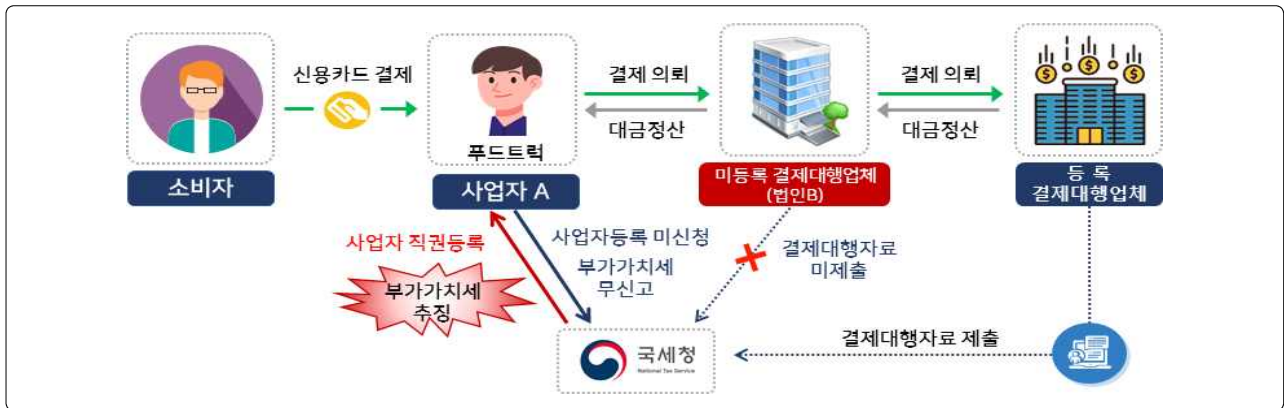 신용카드 결제
결제 의뢰
결제 의뢰
대금정산
대금정산
푸드트럭
소비자
사업자 A
미등록 결제대행업체
(법인B)
등 록
결제대행업체
사업자 직권등록
사업자등록 미신청
부가가치세
무신고
결제대행자료
미제출
부가가치세
추징
결제대행자료 제출
국세청
National Tax Service